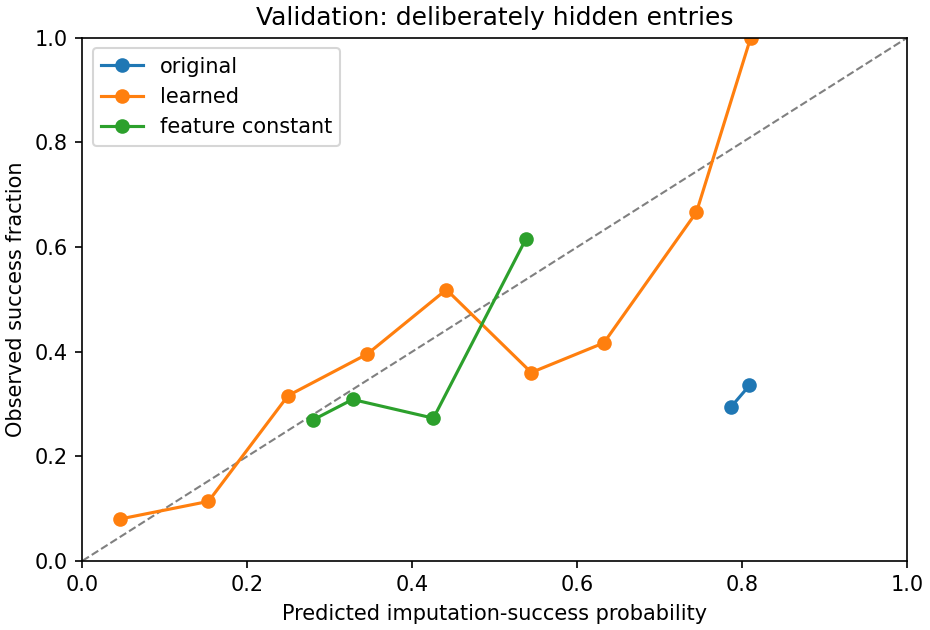 Validation: deliberately hidden entries
original
learned
feature constant
Observed success fraction
1.0
0.8
0.6
0.4
0.2
0.0
0.0 0.2 0.4 0.6 0.8 1.0
Predicted imputation-success probability